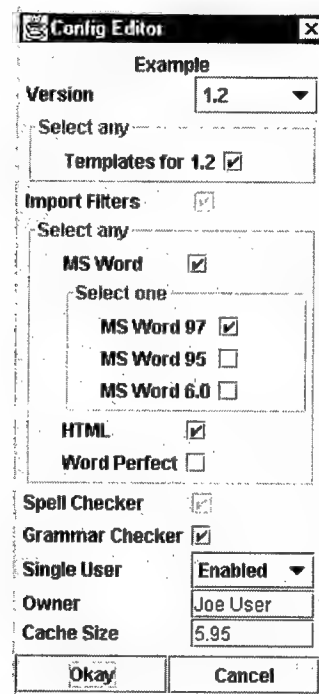 Config Editor
Example
Version 1.2
Select any
Templates for 1.2
Import Filters
Select any
MS Word
Select one
MS Word 97
MS Word 95
MS Word 6.0
HTML
Word Perfect
Spell Checker
Grammar Checker
Single User Enabled
Owner Joe User
Cache Size 5.95
Okay Cancel